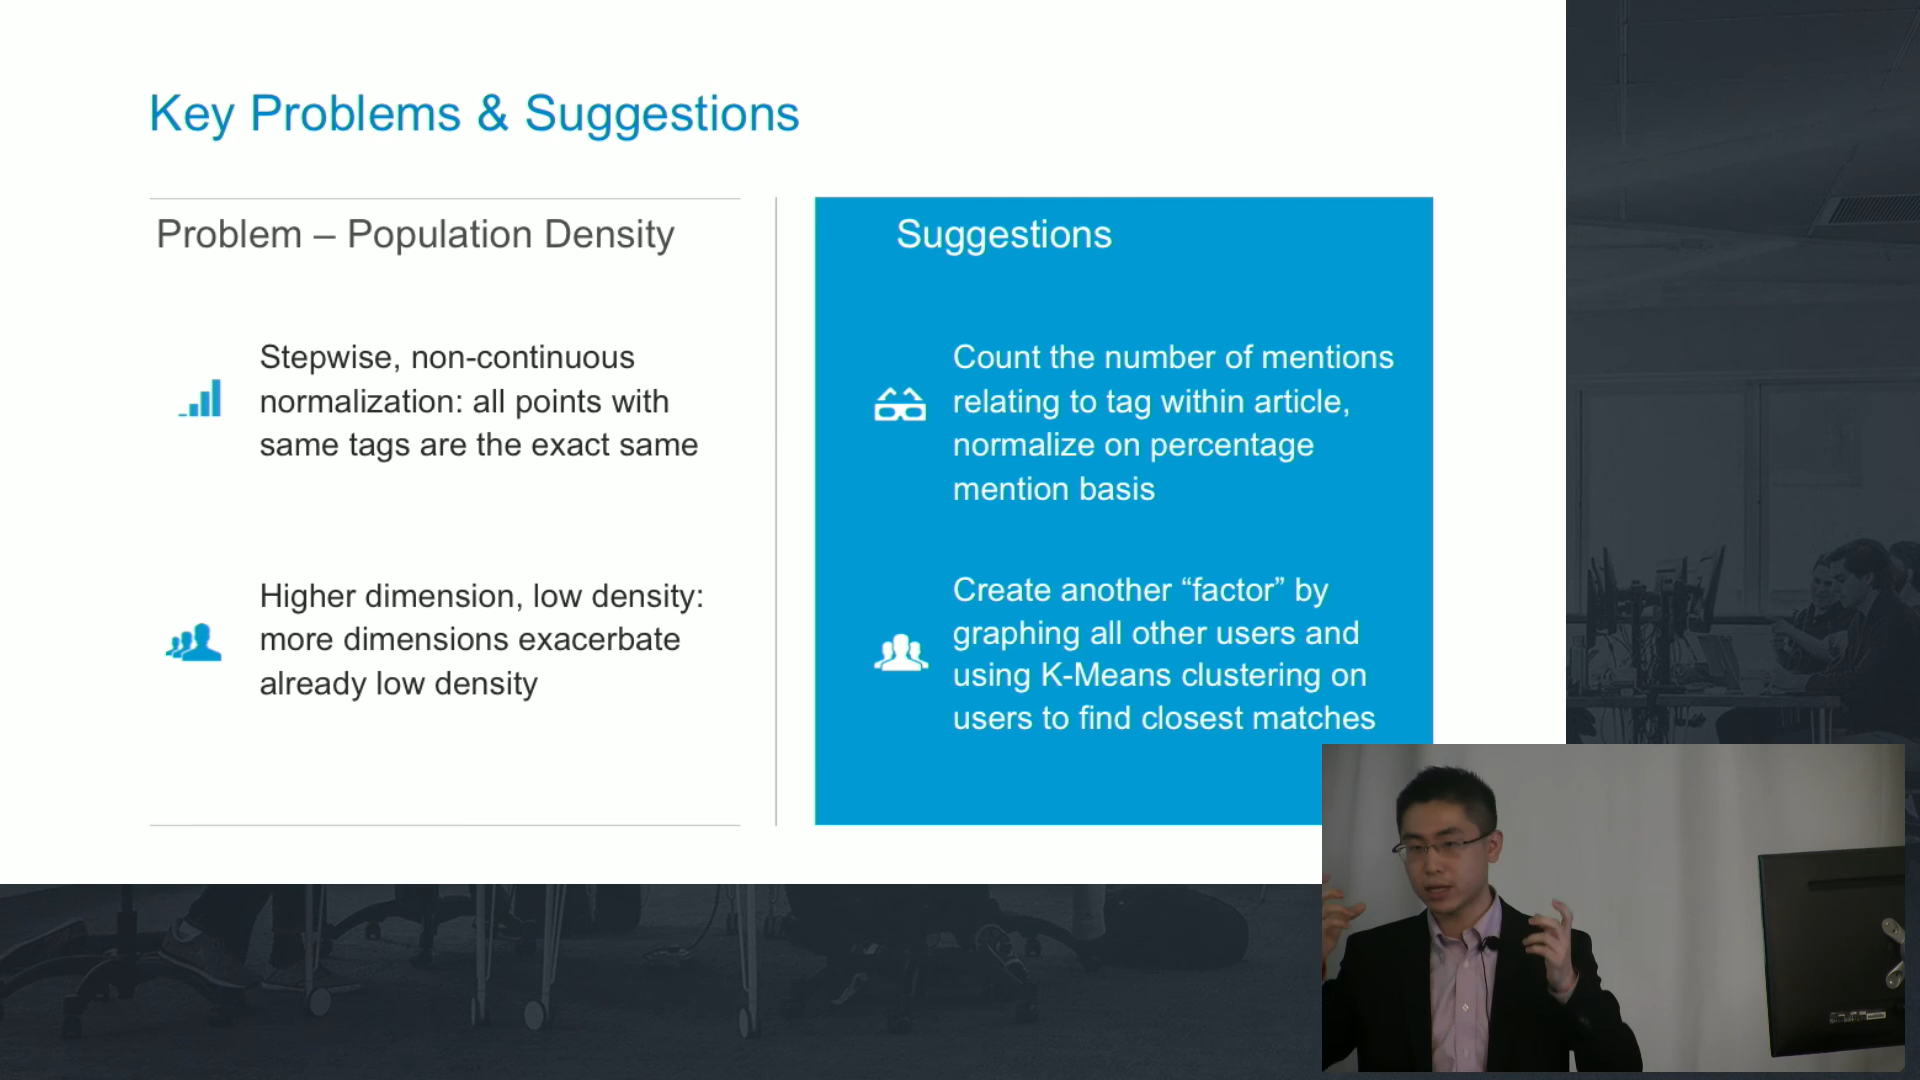 Key Problems & Suggestions
Problem – Population Density
Stepwise, non-continuous
normalization: all points with
same tags are the exact same
Higher dimension, low density:
more dimensions exacerbate
already low density
Suggestions
Count the number of mentions
relating to tag within article,
normalize on percentage
mention basis
Create another “factor” by
graphing all other users and
using K-Means clustering on
users to find closest matches